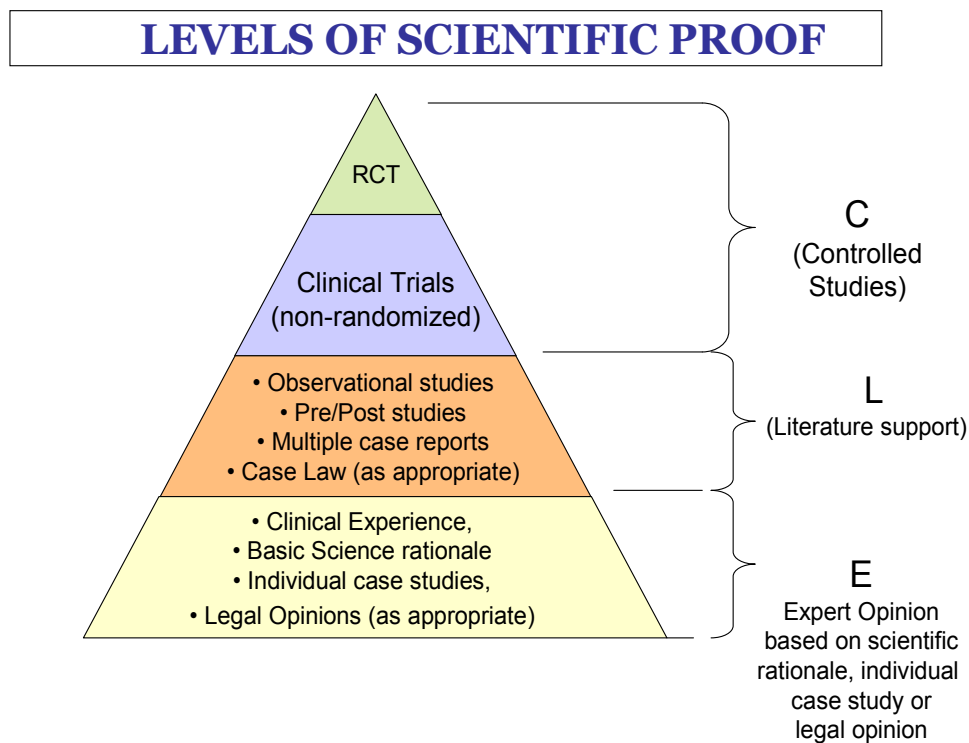 LEVELS OF SCIENTIFIC PROOF
RCT
Clinical Trials
(non-randomized)
• Observational studies
• Pre/Post studies
• Multiple case reports
• Case Law (as appropriate)
• Clinical Experience,
• Basic Science rationale
• Individual case studies,
• Legal Opinions (as appropriate)
C
(Controlled
Studies)
L
(Literature support)
E
Expert Opinion
based on scientific
rationale, individual
case study or
legal opinion